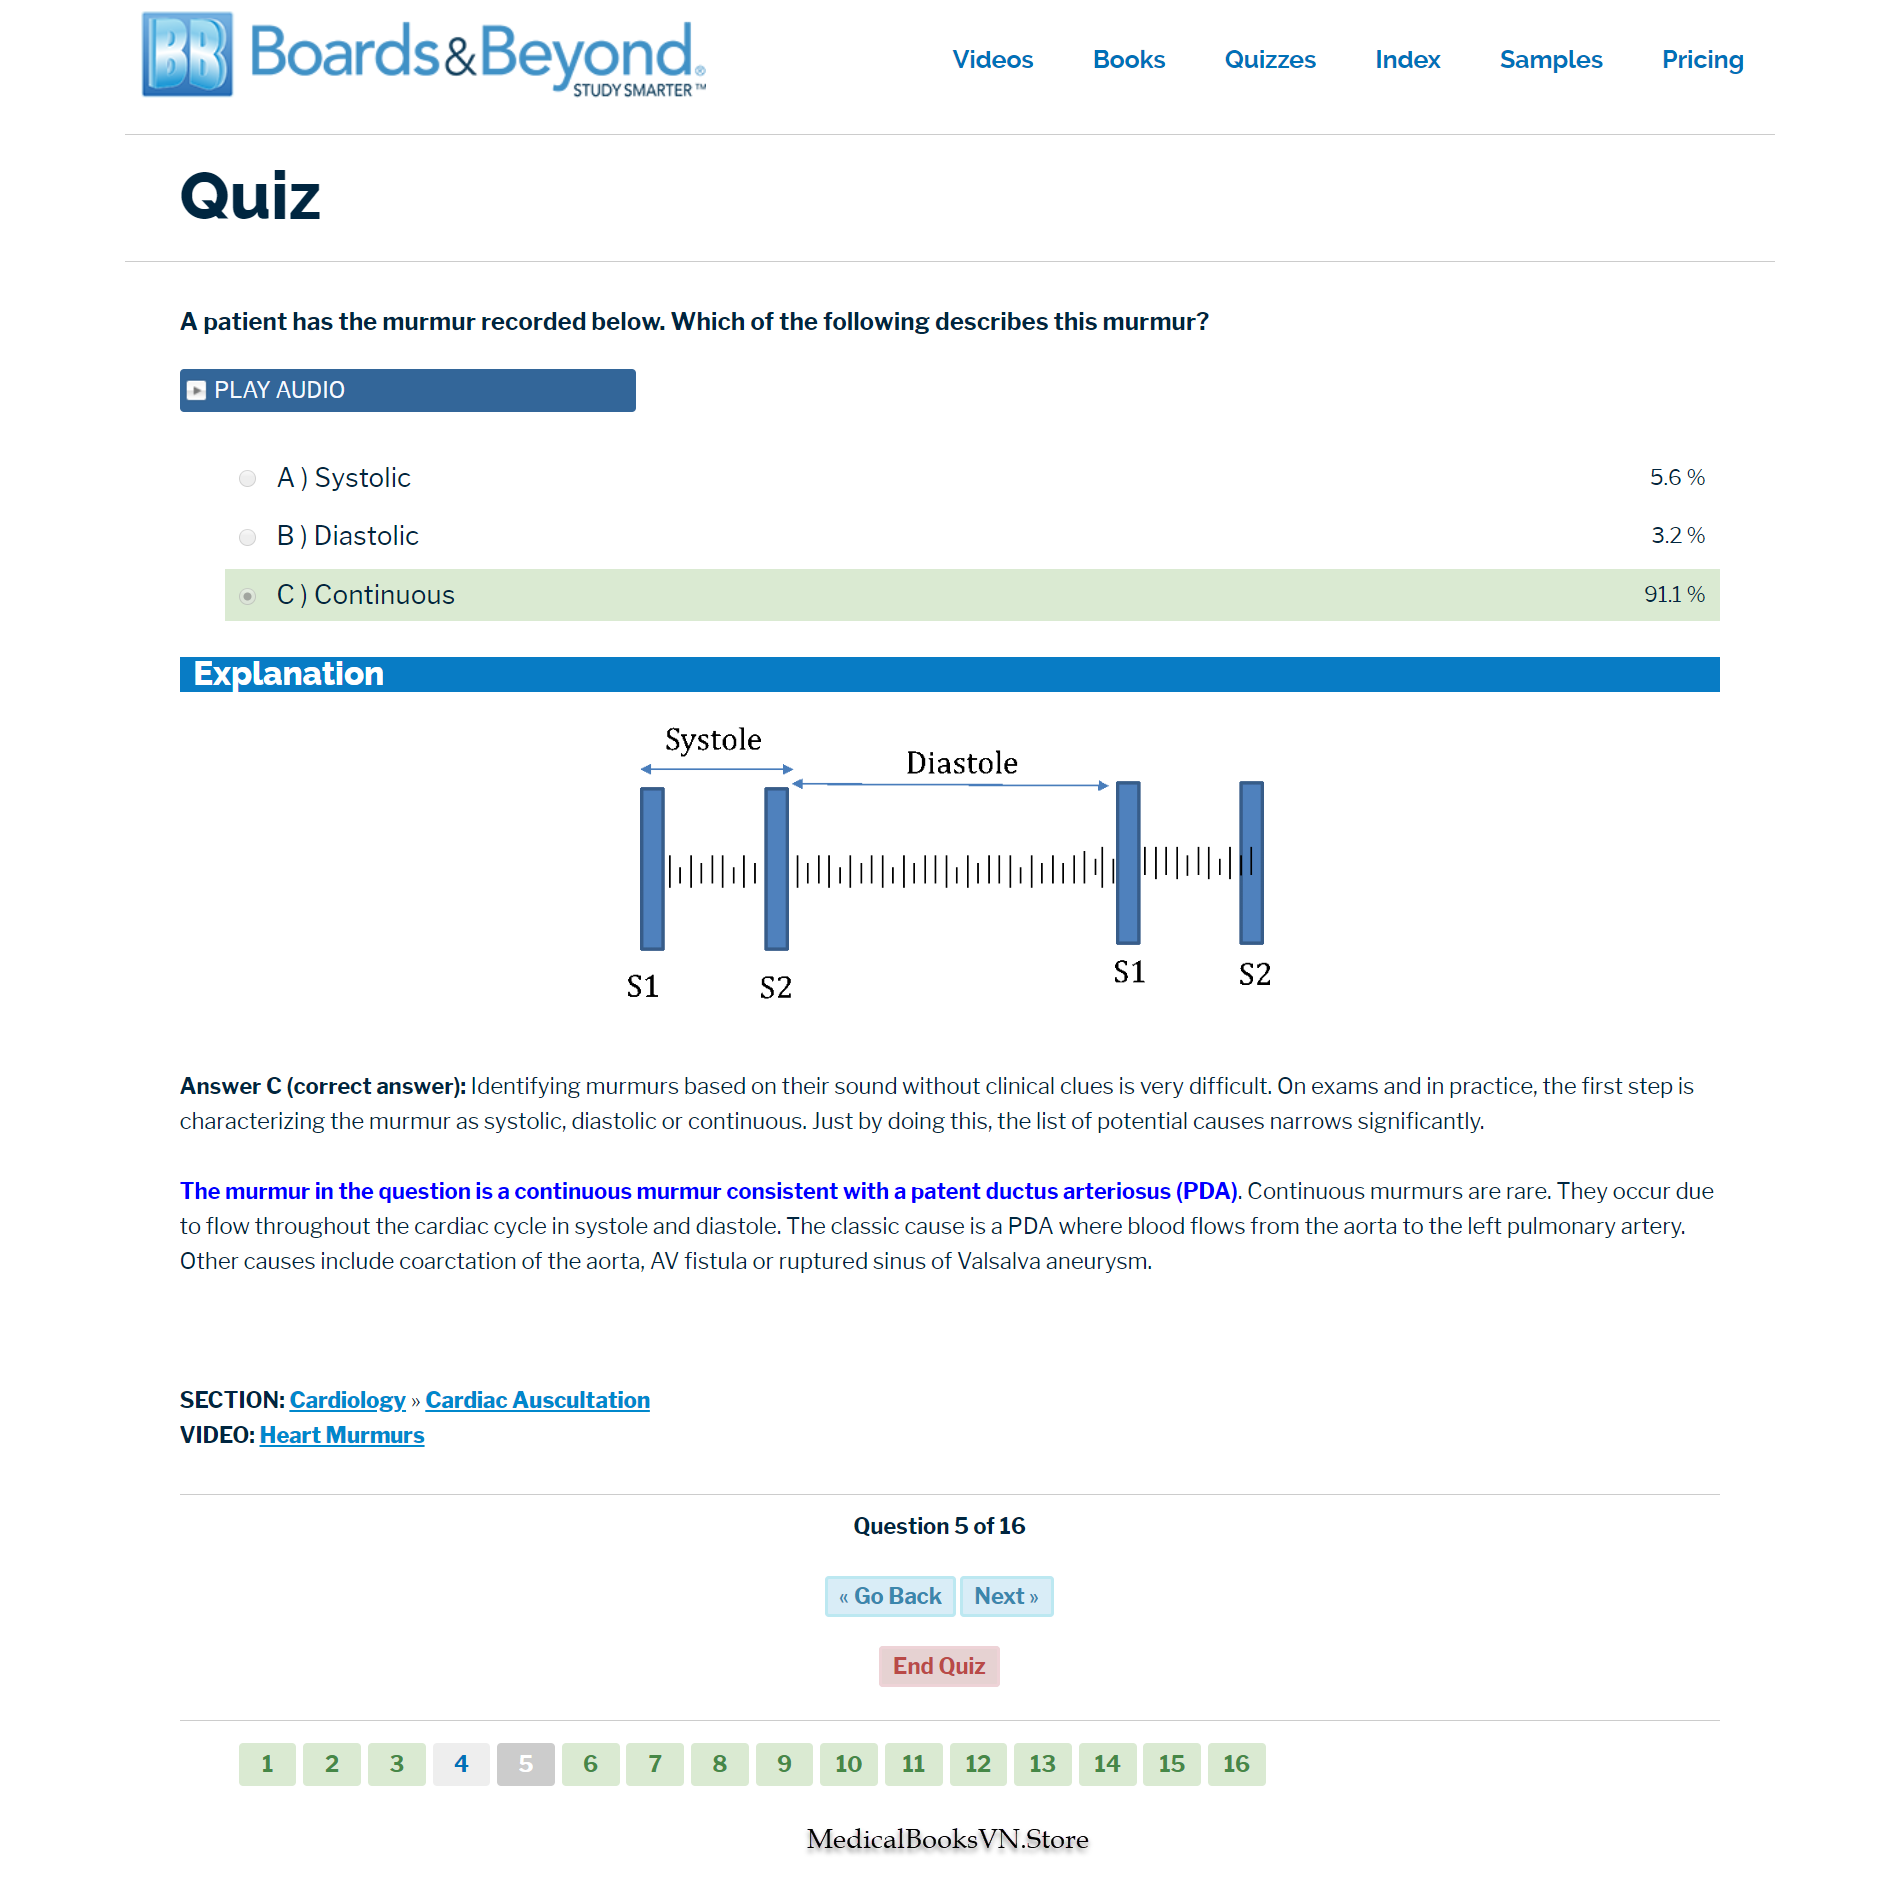 BB Boards&Beyond®
STUDY SMARTER™
Videos Books Quizzes Index Samples Pricing
Quiz
A patient has the murmur recorded below. Which of the following describes this murmur?
PLAY AUDIO
A ) Systolic 5.6 %
B ) Diastolic 3.2 %
C ) Continuous 91.1 %
Explanation
Systole
Diastole
S1 S2 S1 S2
Answer C (correct answer): Identifying murmurs based on their sound without clinical clues is very difficult. On exams and in practice, the first step is
characterizing the murmur as systolic, diastolic or continuous. Just by doing this, the list of potential causes narrows significantly.
The murmur in the question is a continuous murmur consistent with a patent ductus arteriosus (PDA). Continuous murmurs are rare. They occur due
to flow throughout the cardiac cycle in systole and diastole. The classic cause is a PDA where blood flows from the aorta to the left pulmonary artery.
Other causes include coarctation of the aorta, AV fistula or ruptured sinus of Valsalva aneurysm.
SECTION: Cardiology » Cardiac Auscultation
VIDEO: Heart Murmurs
Question 5 of 16
« Go Back Next »
End Quiz
1 2 3 4 5 6 7 8 9 10 11 12 13 14 15 16
MedicalBooksVN.Store